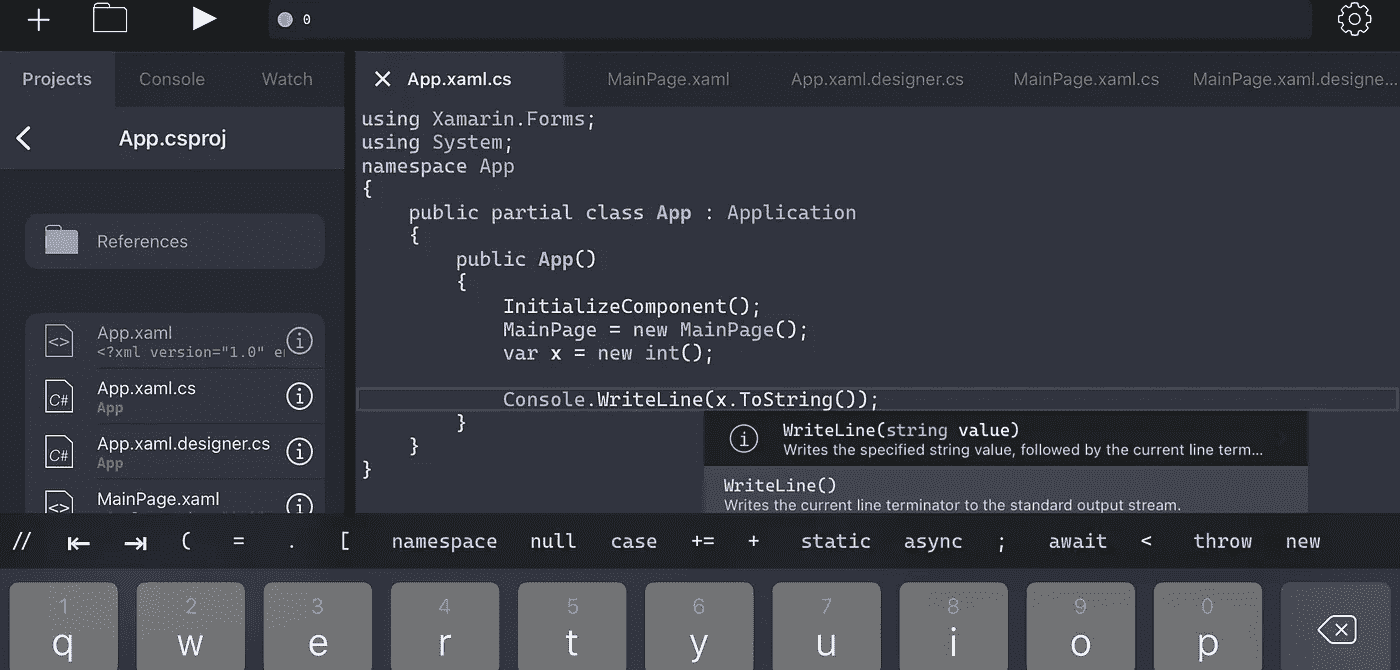 0
Projects Console Watch
App.xaml.cs MainPage.xaml App.xaml.designer.cs MainPage.xaml.cs MainPage.xaml.designe...
App.csproj
References
<> App.xaml
<?xml version="1.0" e
C# App.xaml.cs
App
C# App.xaml.designer.cs
App
<> MainPage.xaml
using Xamarin.Forms;
using System;
namespace App
{
    public partial class App : Application
    {
        public App()
        {
            InitializeComponent();
            MainPage = new MainPage();
            var x = new int();
            Console.WriteLine(x.ToString());
        }
    }
}
WriteLine(string value)
Writes the specified string value, followed by the current line term...
WriteLine()
Writes the current line terminator to the standard output stream.
// ( = . [ namespace null case += + static async ; await < throw new
1 2 3 4 5 6 7 8 9 0
q w e r t y u i o p